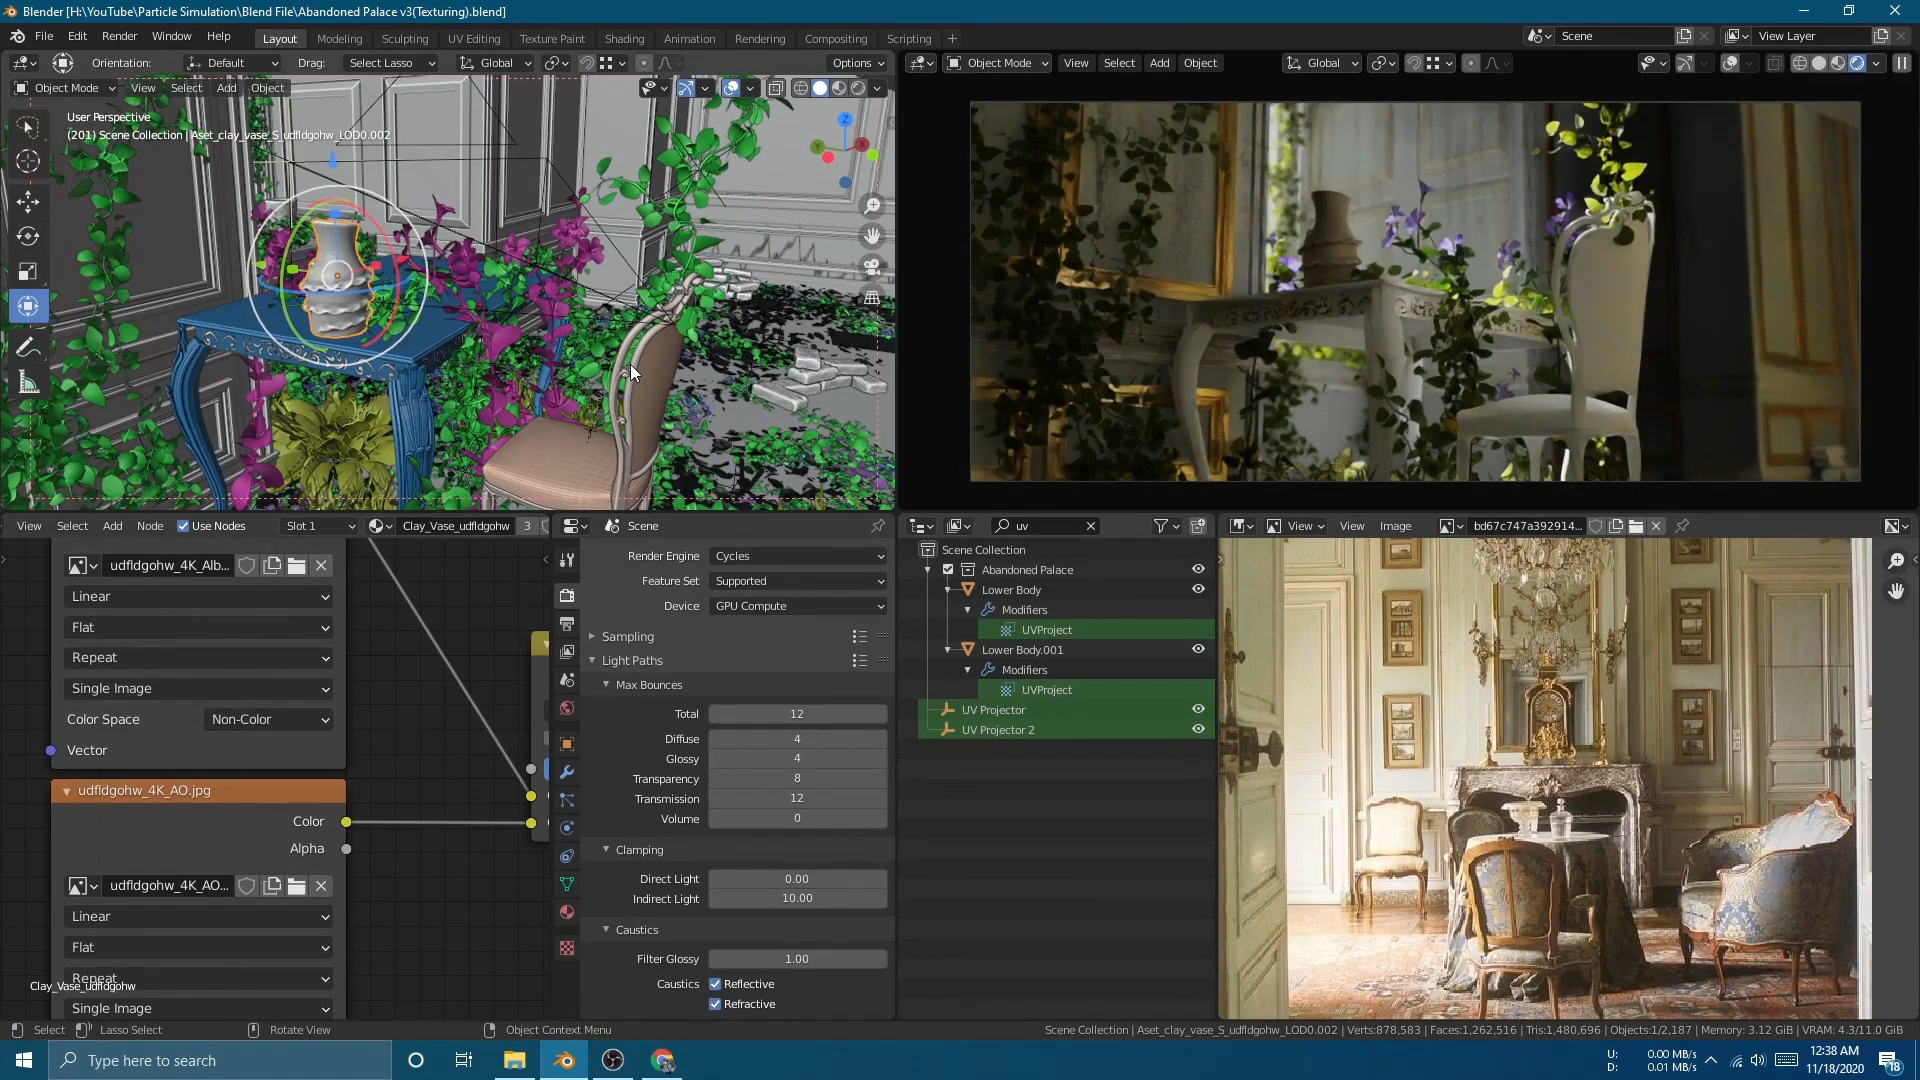 Blender [H:\YouTube\Particle Simulation\Blend File\Abandoned Palace v3(Texturing).blend]
File Edit Render Window Help
Layout Modeling Sculpting UV Editing Texture Paint Shading Animation Rendering Compositing Scripting +
Scene
View Layer
Orientation: Default Drag: Select Lasso Global Options
Object Mode View Select Add Object Global
Object Mode View Select Add Object
User Perspective
(201) Scene Collection | Aset_clay_vase_S_udfldgohw_LOD0.002
Z
Y
X
View Select Add Node Use Nodes Slot 1 Clay_Vase_udfldgohw 3
udfldgohw_4K_Alb...
Linear
Flat
Repeat
Single Image
Color Space Non-Color
Vector
udfldgohw_4K_AO.jpg
Color
Alpha
udfldgohw_4K_AO...
Linear
Flat
Repeat
Clay_Vase_udfldgohw
Single Image
Scene
Render Engine Cycles
Feature Set Supported
Device GPU Compute
Sampling
Light Paths
Max Bounces
Total 12
Diffuse 4
Glossy 4
Transparency 8
Transmission 12
Volume 0
Clamping
Direct Light 0.00
Indirect Light 10.00
Caustics
Filter Glossy 1.00
Caustics Reflective
Refractive
uv
Scene Collection
Abandoned Palace
Lower Body
Modifiers
UVProject
Lower Body.001
Modifiers
UVProject
UV Projector
UV Projector 2
View View Image bd67c747a392914...
Select Lasso Select Rotate View Object Context Menu
Scene Collection | Aset_clay_vase_S_udfldgohw_LOD0.002 | Verts:878,583 | Faces:1,262,516 | Tris:1,480,696 | Objects:1/2,187 | Memory: 3.12 GiB | VRAM: 4.3/11.0 GiB
Type here to search
U: 0.00 MB/s
D: 0.01 MB/s
12:38 AM
11/18/2020
18